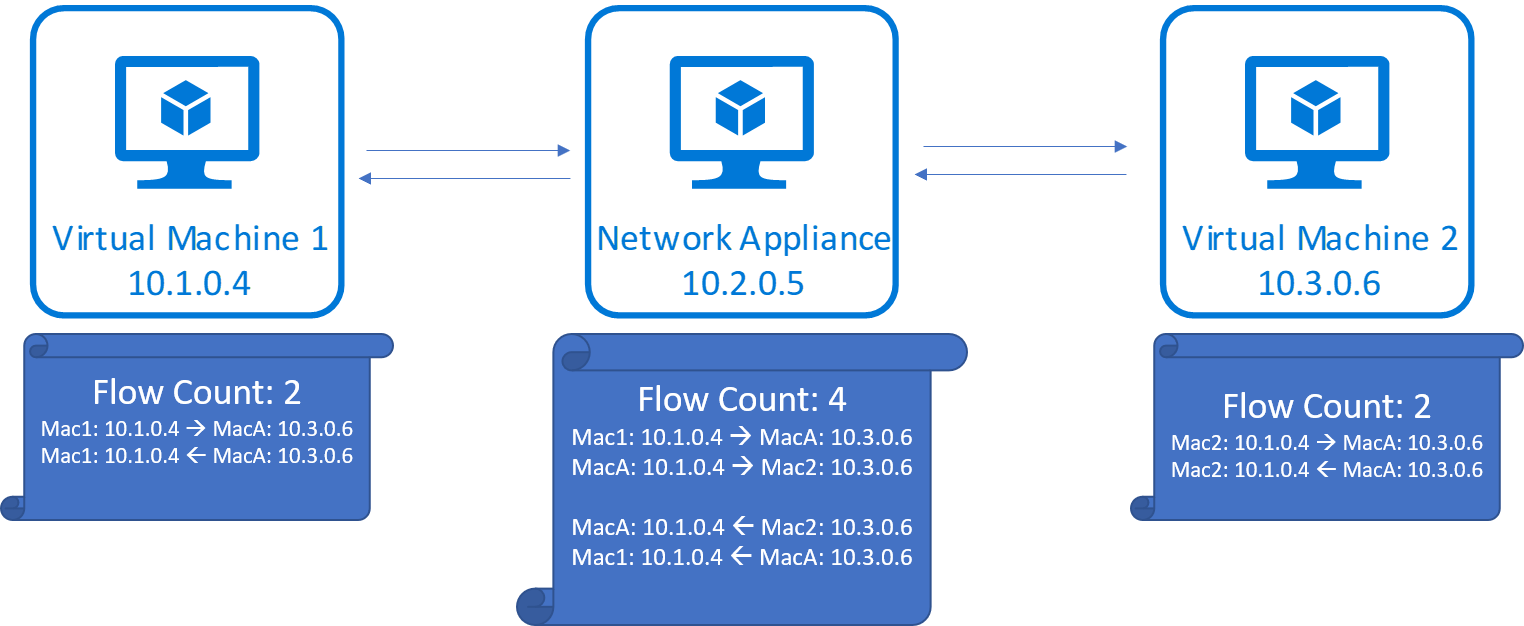 Virtual Machine 1
10.1.0.4
Network Appliance
10.2.0.5
Virtual Machine 2
10.3.0.6
Flow Count: 2
Mac1: 10.1.0.4 → MacA: 10.3.0.6
Mac1: 10.1.0.4 ← MacA: 10.3.0.6
Flow Count: 4
Mac1: 10.1.0.4 → MacA: 10.3.0.6
MacA: 10.1.0.4 → Mac2: 10.3.0.6
MacA: 10.1.0.4 ← Mac2: 10.3.0.6
Mac1: 10.1.0.4 ← MacA: 10.3.0.6
Flow Count: 2
Mac2: 10.1.0.4 → MacA: 10.3.0.6
Mac2: 10.1.0.4 ← MacA: 10.3.0.6